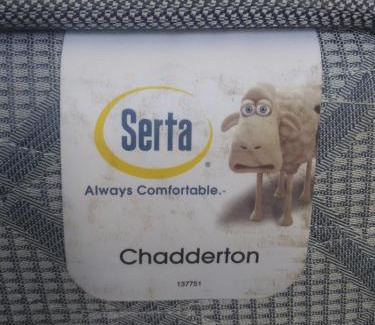 Serta
Always Comfortable.-
Chadderton
137751